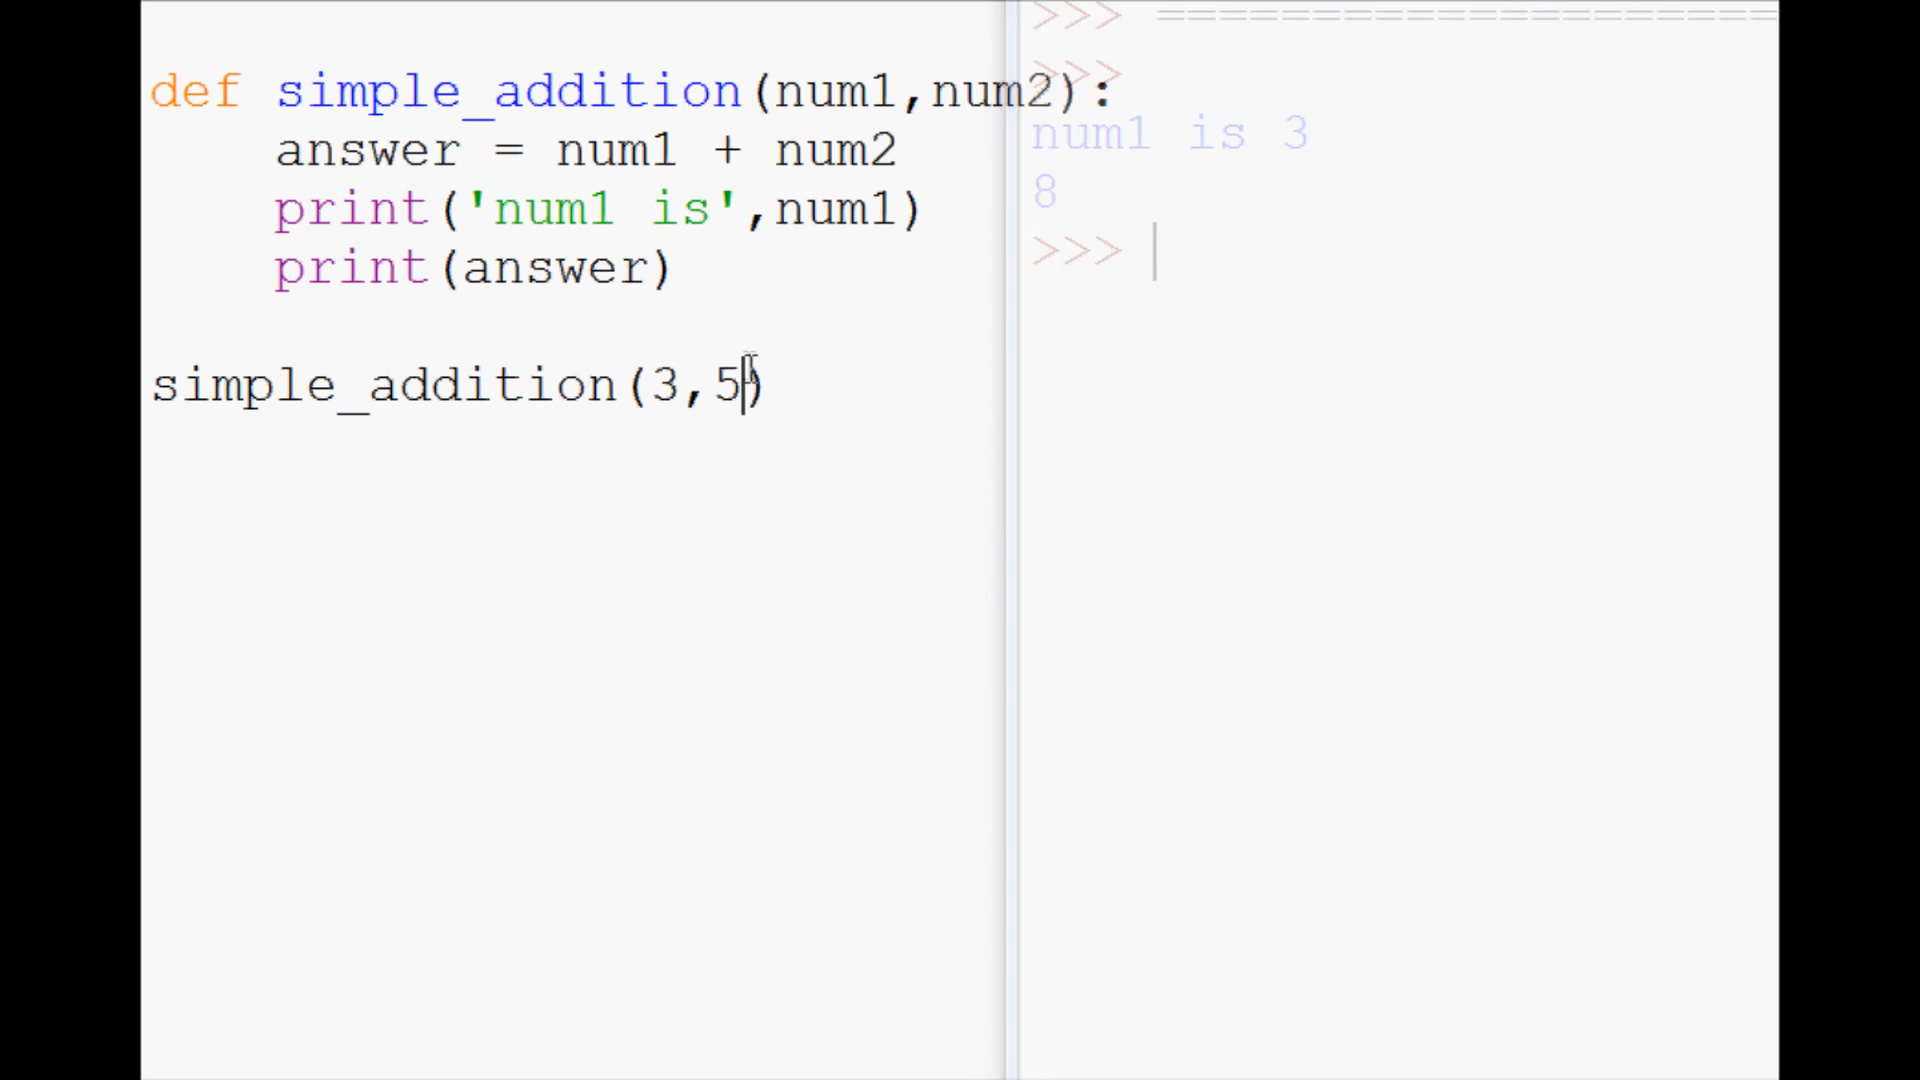 def simple_addition(num1,num2):
    answer = num1 + num2
    print('num1 is',num1)
    print(answer)
simple_addition(3,5)
>>> ====================
>>>
num1 is 3
8
>>>